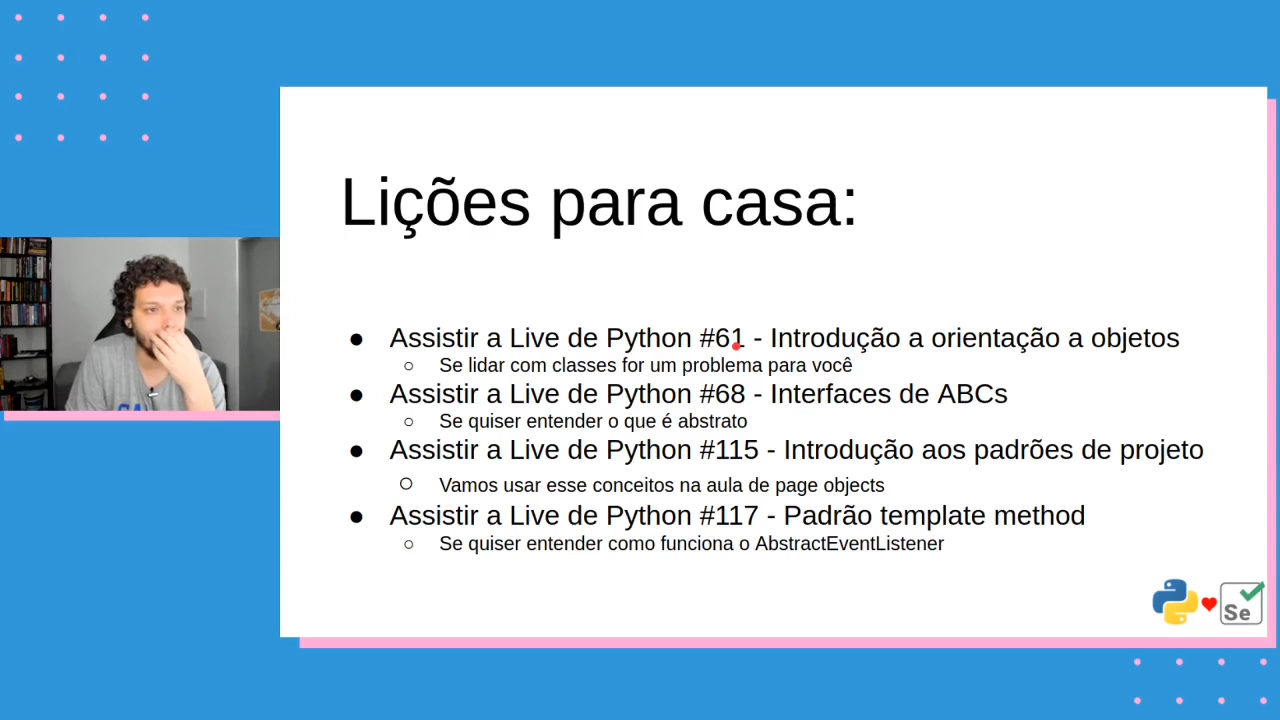 Lições para casa:
● Assistir a Live de Python #61 - Introdução a orientação a objetos
○ Se lidar com classes for um problema para você
● Assistir a Live de Python #68 - Interfaces de ABCs
○ Se quiser entender o que é abstrato
● Assistir a Live de Python #115 - Introdução aos padrões de projeto
○ Vamos usar esse conceitos na aula de page objects
● Assistir a Live de Python #117 - Padrão template method
○ Se quiser entender como funciona o AbstractEventListener
Se